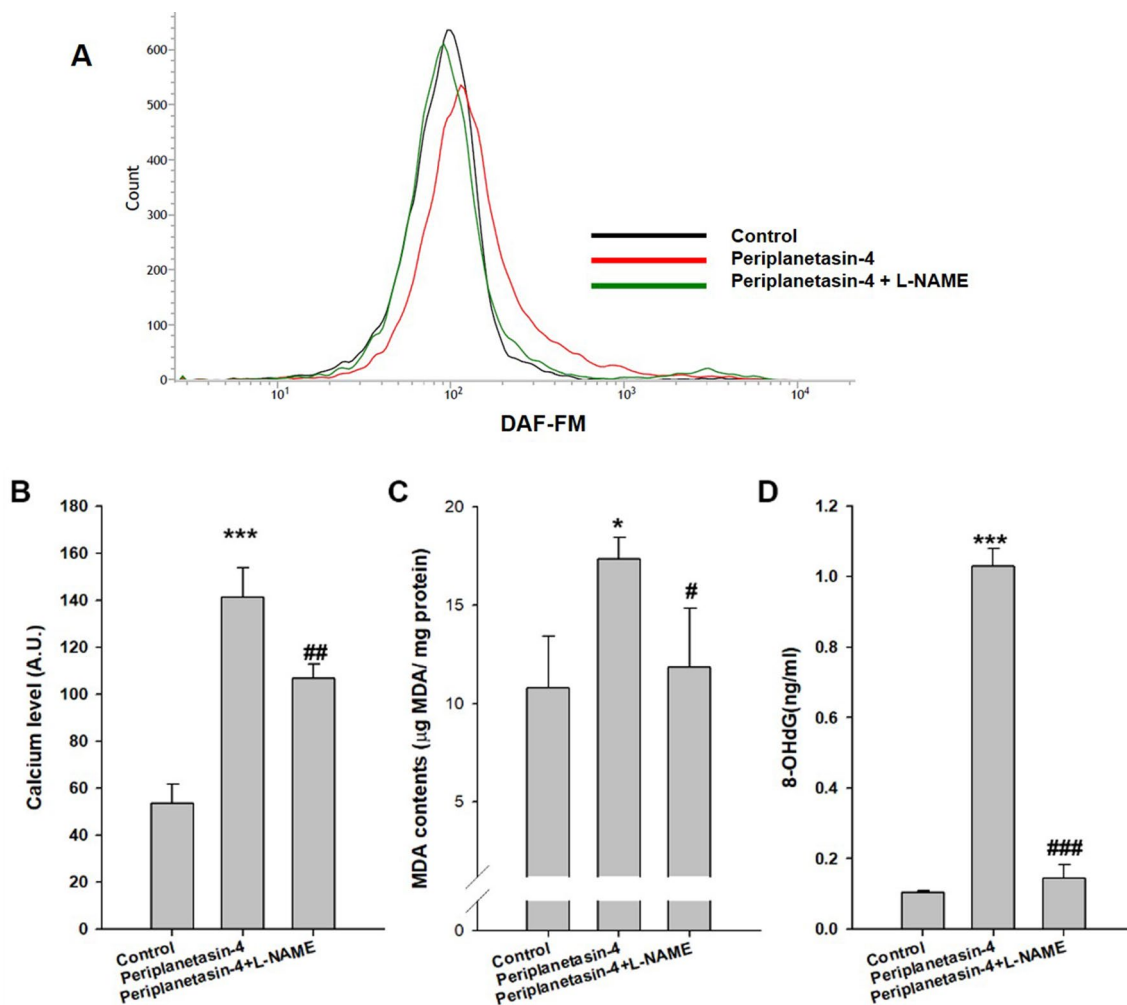 A
600
500
400
300
200
100
0
Count
10¹ 10² 10³ 10⁴
DAF-FM
Control
Periplanetasin-4
Periplanetasin-4 + L-NAME
B
180
160
140
120
100
80
60
40
20
0
Calcium level (A.U.)
***
##
Control
Periplanetasin-4
Periplanetasin-4+L-NAME
C
20
15
10
5
0
MDA contents (μg MDA/ mg protein)
*
#
Control
Periplanetasin-4
Periplanetasin-4+L-NAME
D
1.2
1.0
0.8
0.6
0.4
0.2
0.0
8-OHdG(ng/ml)
***
###
Control
Periplanetasin-4
Periplanetasin-4+L-NAME